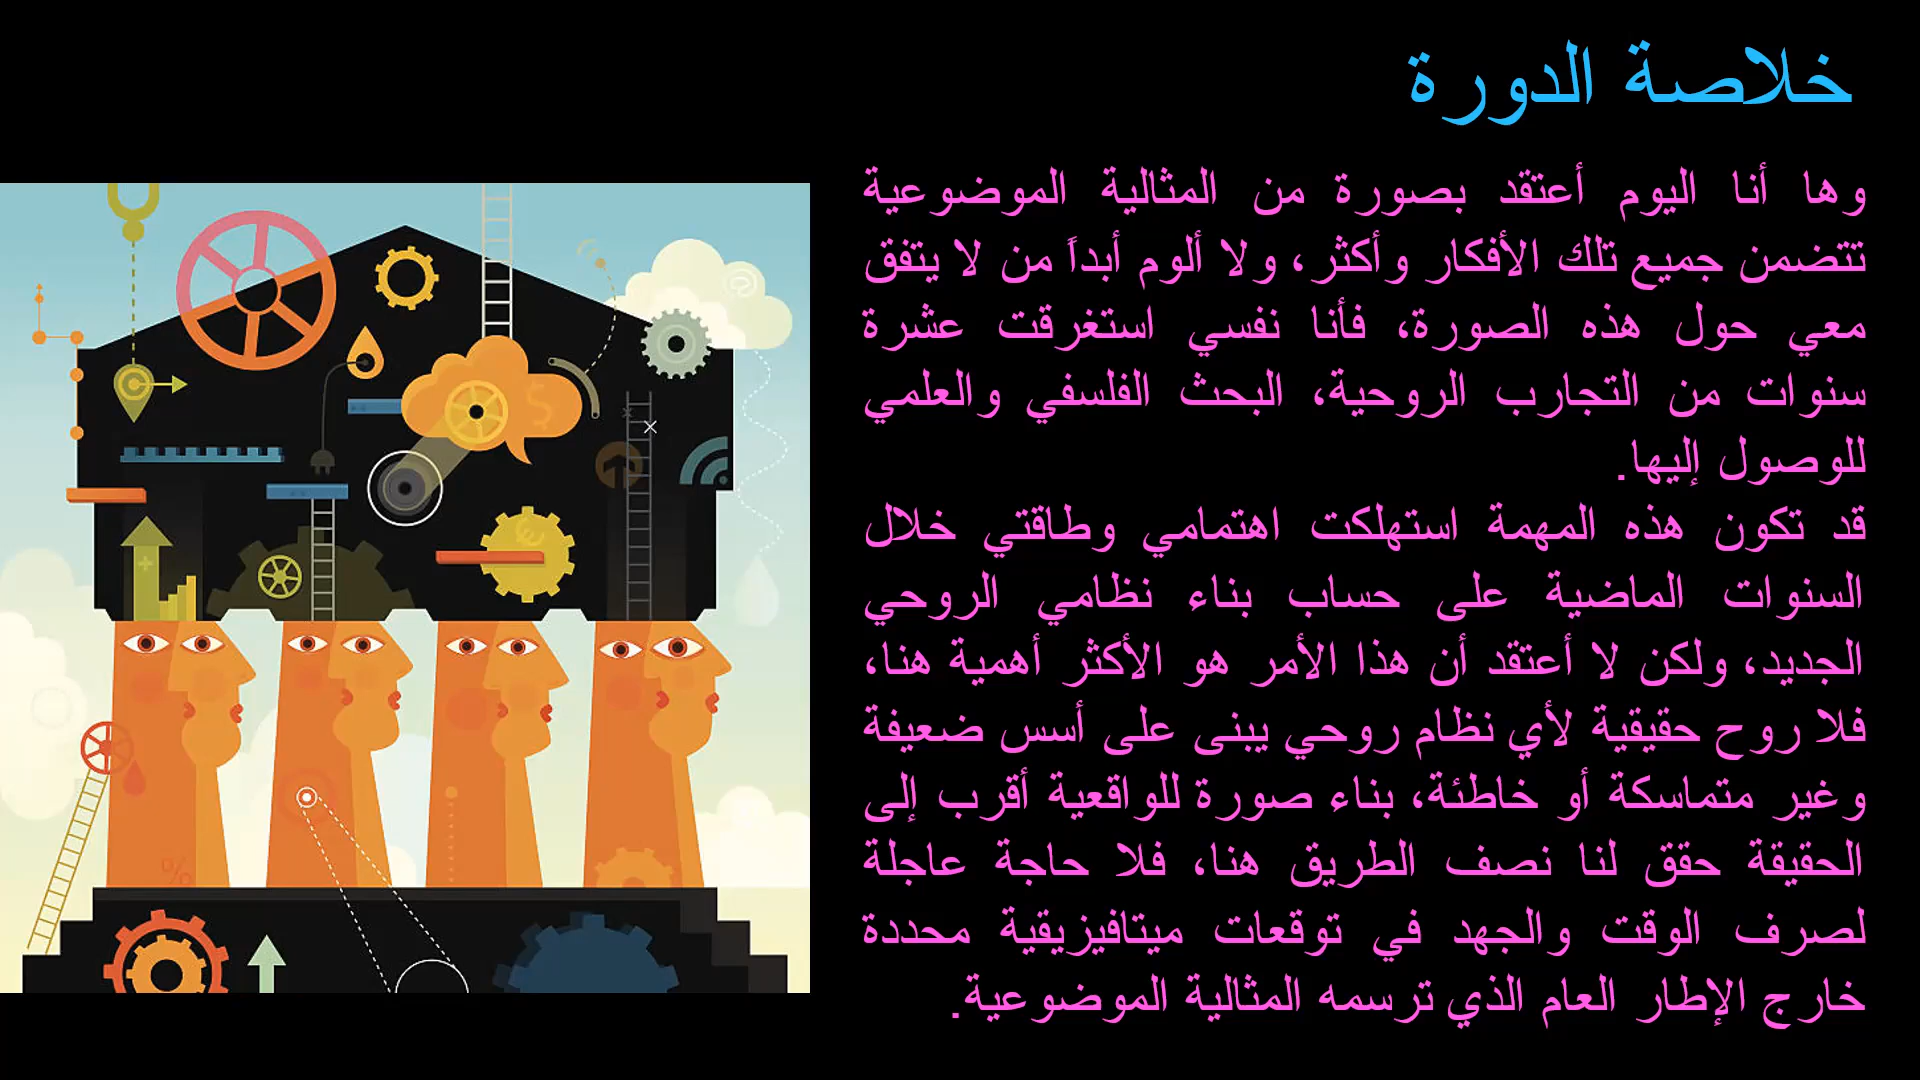 خلاصة الدورة
وها أنا اليوم أعتقد بصورة من المثالية الموضوعية
تتضمن جميع تلك الأفكار وأكثر، ولا ألوم أبداً من لا يتفق
معي حول هذه الصورة، فأنا نفسي استغرقت عشرة
سنوات من التجارب الروحية، البحث الفلسفي والعلمي
للوصول إليها.
قد تكون هذه المهمة استهلكت اهتمامي وطاقتي خلال
السنوات الماضية على حساب بناء نظامي الروحي
الجديد، ولكن لا أعتقد أن هذا الأمر هو الأكثر أهمية هنا،
فلا روح حقيقية لأي نظام روحي يبنى على أسس ضعيفة
وغير متماسكة أو خاطئة، بناء صورة للواقعية أقرب إلى
الحقيقة حقق لنا نصف الطريق هنا، فلا حاجة عاجلة
لصرف الوقت والجهد في توقعات ميتافيزيقية محددة
خارج الإطار العام الذي ترسمه المثالية الموضوعية.